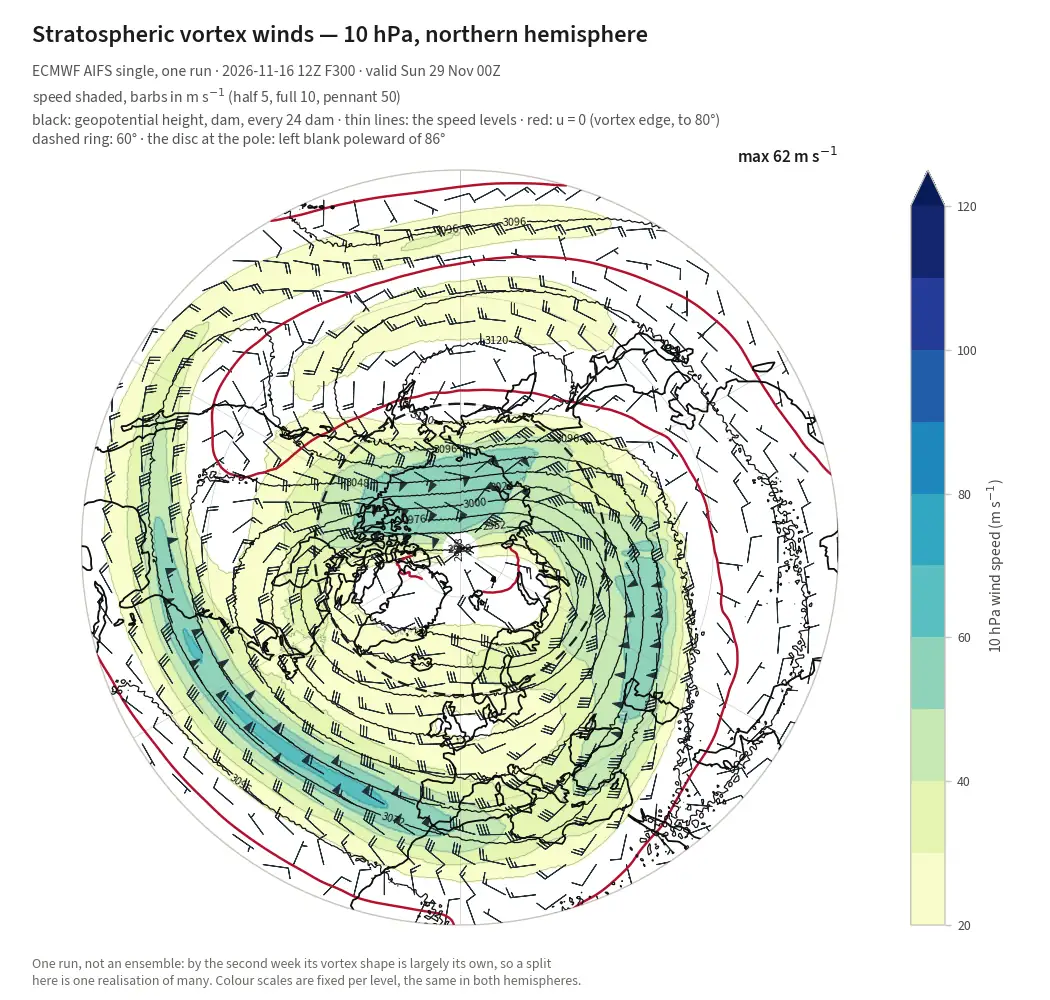 Stratospheric vortex winds — 10 hPa, northern hemisphere
ECMWF AIFS single, one run · 2026-11-16 12Z F300 · valid Sun 29 Nov 00Z
speed shaded, barbs in m s⁻¹ (half 5, full 10, pennant 50)
black: geopotential height, dam, every 24 dam · thin lines: the speed levels · red: u = 0 (vortex edge, to 80°)
dashed ring: 60° · the disc at the pole: left blank poleward of 86°
max 62 m s⁻¹
120
100
80
60
40
20
10 hPa wind speed (m s⁻¹)
3096
3096
3120
3096
3096
3048
3000
One run, not an ensemble: by the second week its vortex shape is largely its own, so a split
here is one realisation of many. Colour scales are fixed per level, the same in both hemispheres.